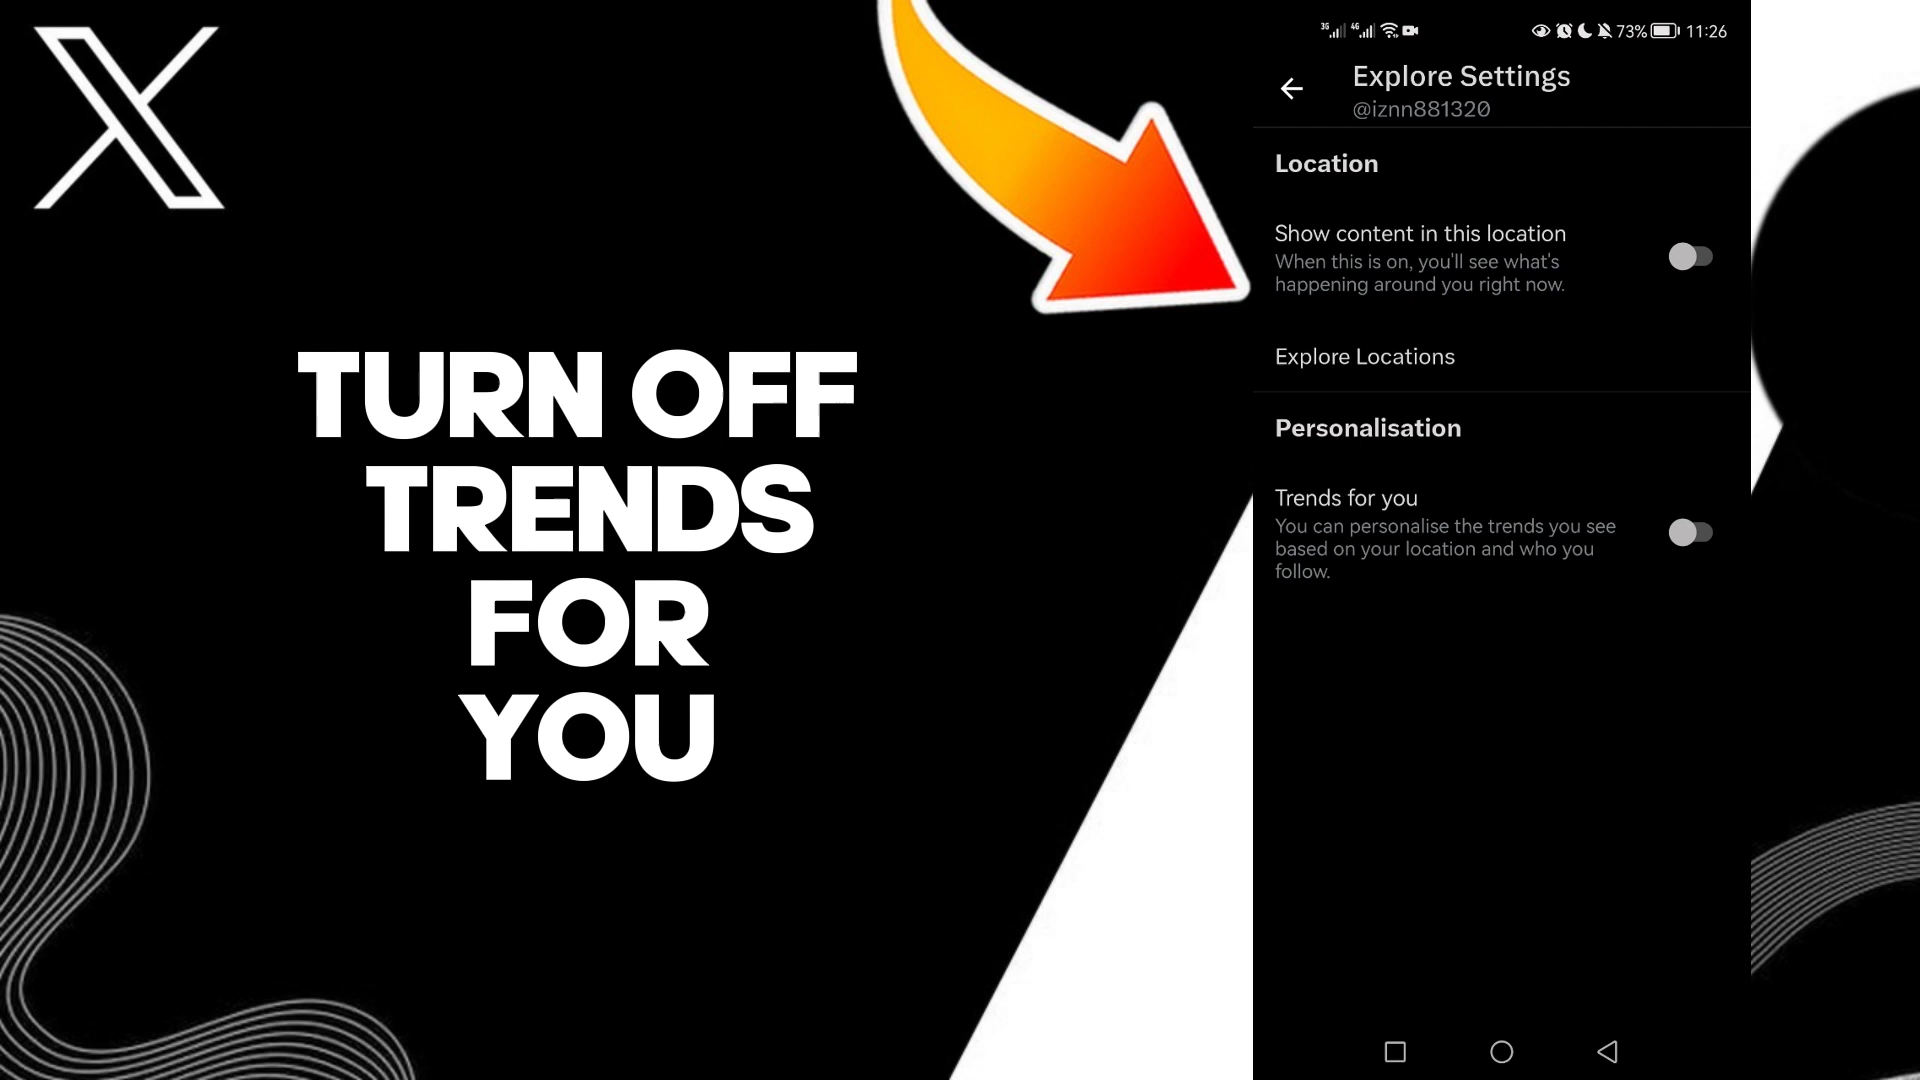 TURN OFF
TRENDS
FOR
YOU
3G 4G 73% 11:26
Explore Settings
@iznn881320
Location
Show content in this location
When this is on, you'll see what's
happening around you right now.
Explore Locations
Personalisation
Trends for you
You can personalise the trends you see
based on your location and who you
follow.